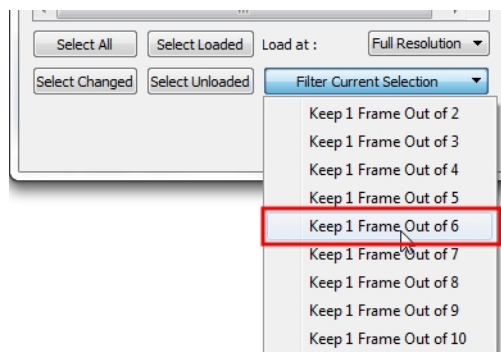 Select All Select Loaded Load at : Full Resolution
Select Changed Select Unloaded Filter Current Selection
Keep 1 Frame Out of 2
Keep 1 Frame Out of 3
Keep 1 Frame Out of 4
Keep 1 Frame Out of 5
Keep 1 Frame Out of 6
Keep 1 Frame Out of 7
Keep 1 Frame Out of 8
Keep 1 Frame Out of 9
Keep 1 Frame Out of 10